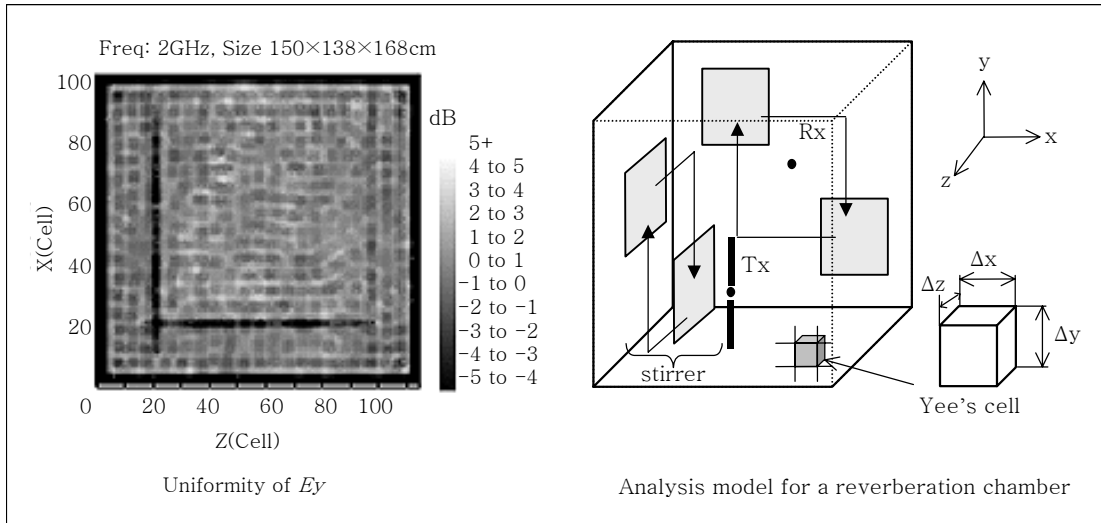 Freq: 2GHz, Size 150×138×168cm
100
80
60
40
20
X(Cell)
0 20 40 60 80 100
Z(Cell)
dB
5+
4 to 5
3 to 4
2 to 3
1 to 2
0 to 1
-1 to 0
-2 to -1
-3 to -2
-4 to -3
-5 to -4
Uniformity of Ey
Rx
Tx
stirrer
y
x
z
Δx
Δz
Δy
Yee's cell
Analysis model for a reverberation chamber